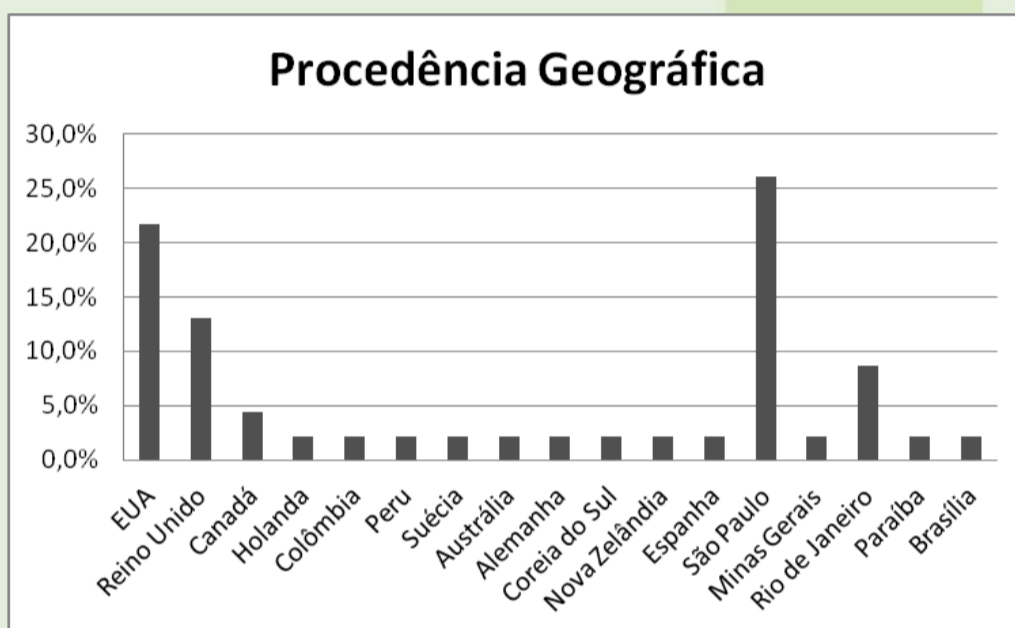 Procedência Geográfica
30,0%
25,0%
20,0%
15,0%
10,0%
5,0%
0,0%
EUA
Reino Unido
Canadá
Holanda
Colômbia
Peru
Suécia
Austrália
Alemanha
Coreia do Sul
Nova Zelândia
Espanha
São Paulo
Minas Gerais
Rio de Janeiro
Paraíba
Brasília